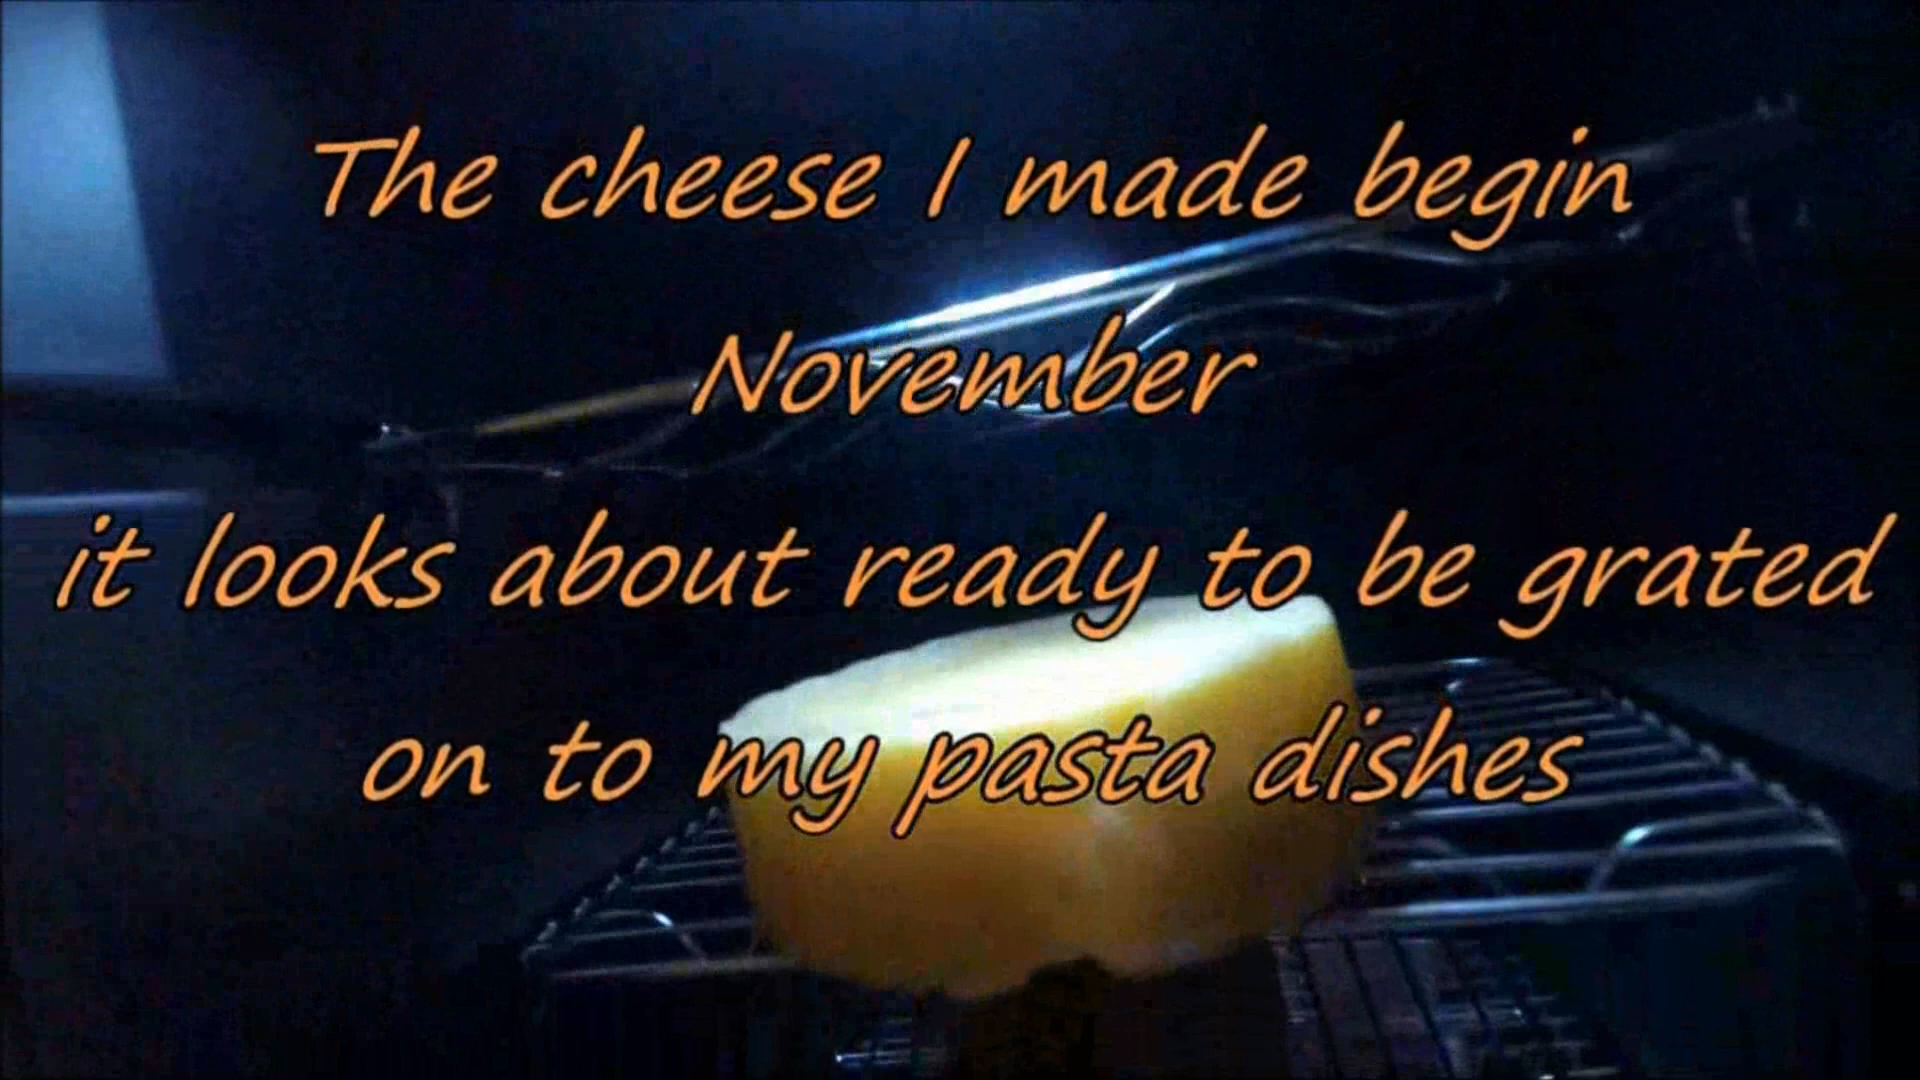 The cheese I made begin
November
it looks about ready to be grated
on to my pasta dishes